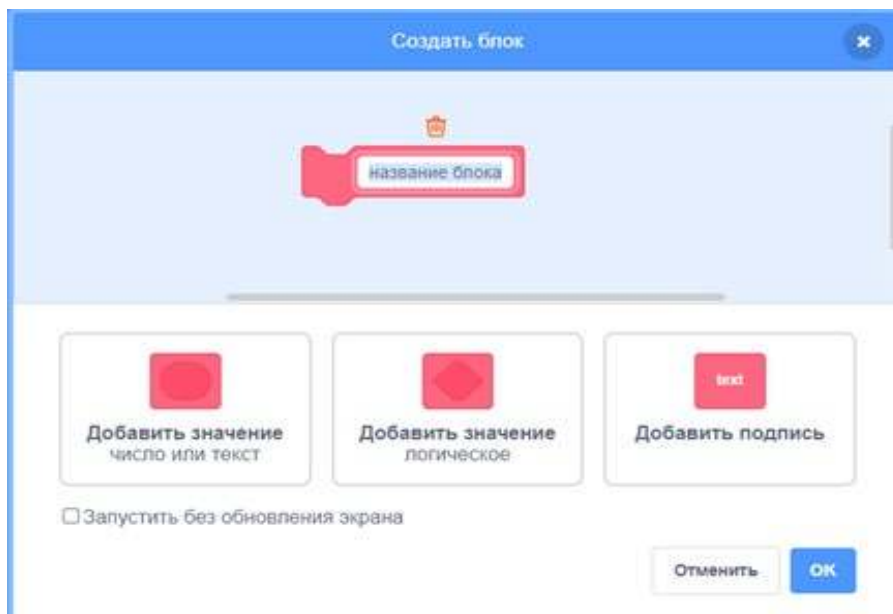 Создать блок
название блока
text
Добавить значение
число или текст
Добавить значение
логическое
Добавить подпись
Запустить без обновления экрана
Отменить
ОК